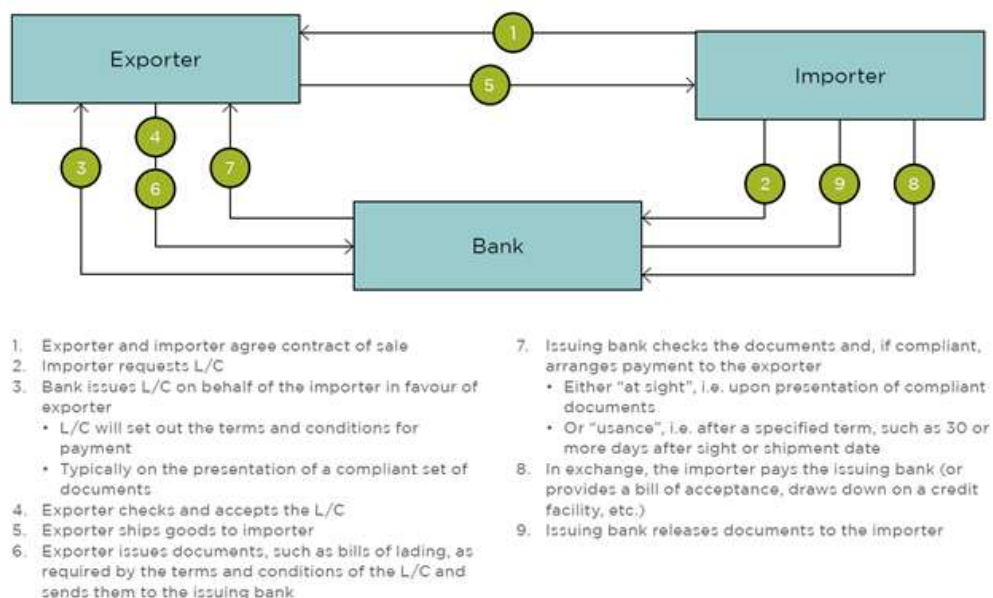 1
Exporter
Importer
5
4
3
7
6
2
9
8
Bank
1. Exporter and importer agree contract of sale
2. Importer requests L/C
3. Bank issues L/C on behalf of the importer in favour of
exporter
• L/C will set out the terms and conditions for
payment
• Typically on the presentation of a compliant set of
documents
4. Exporter checks and accepts the L/C
5. Exporter ships goods to importer
6. Exporter issues documents, such as bills of lading, as
required by the terms and conditions of the L/C and
sends them to the issuing bank
7. Issuing bank checks the documents and, if compliant,
arranges payment to the exporter
• Either "at sight", i.e. upon presentation of compliant
documents
• Or "usance", i.e. after a specified term, such as 30 or
more days after sight or shipment date
8. In exchange, the importer pays the issuing bank (or
provides a bill of acceptance, draws down on a credit
facility, etc.)
9. Issuing bank releases documents to the importer